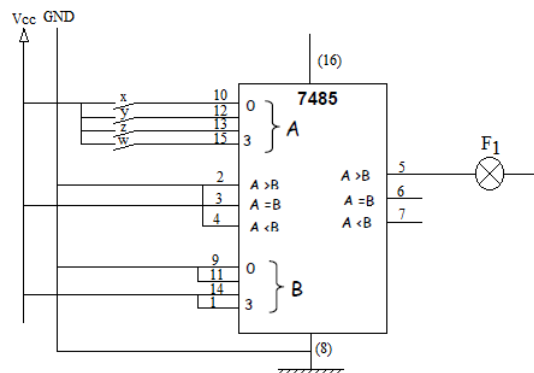 Vcc GND
(16)
7485
x 10 0
y 12
z 13
w 15 3
A
2 A >B
3 A =B
4 A <B
A >B 5
A =B 6
A <B 7
F1
9 0
11
14
1 3
B
(8)